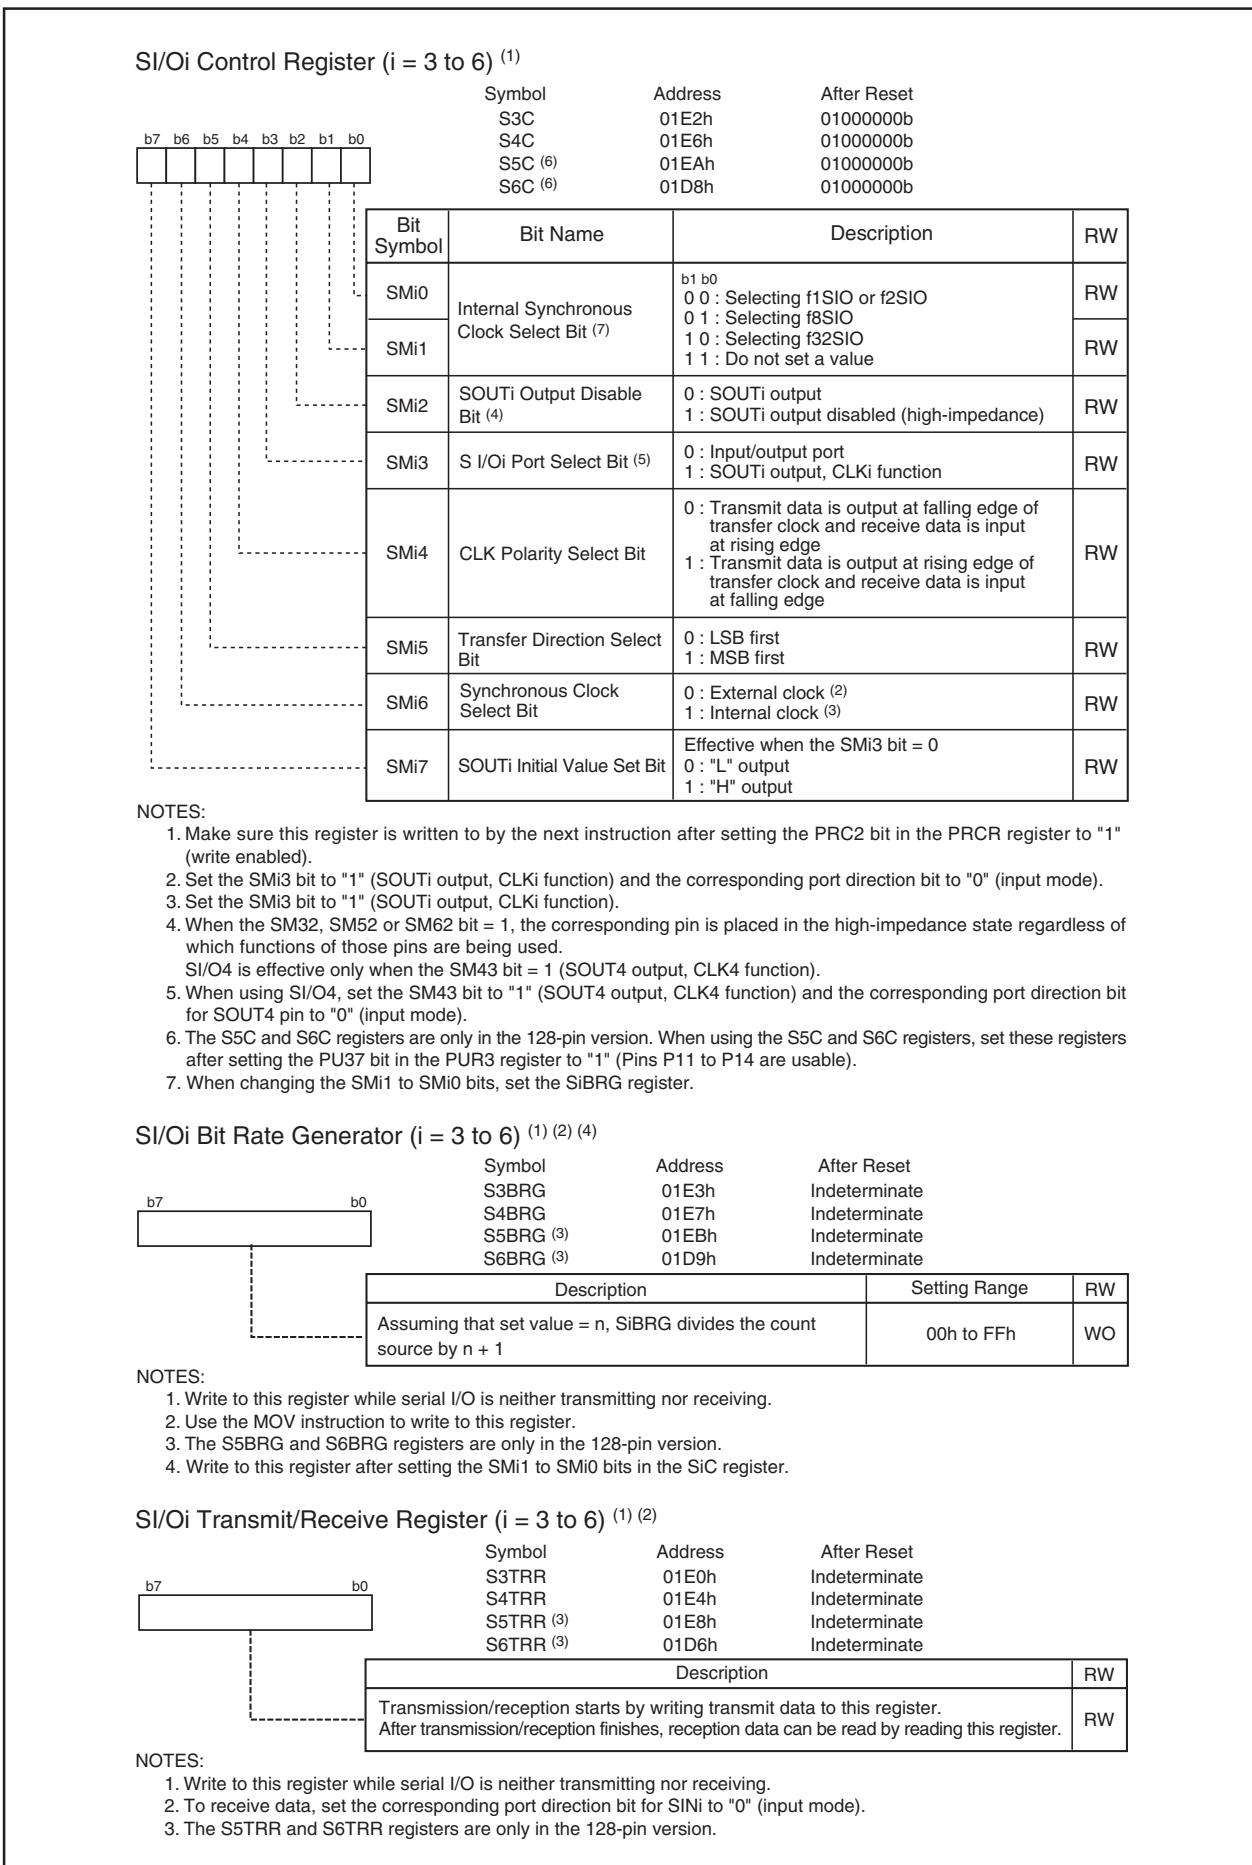 SI/Oi Control Register (i = 3 to 6) (1)
Symbol Address After Reset
S3C 01E2h 01000000b
S4C 01E6h 01000000b
S5C (6) 01EAh 01000000b
S6C (6) 01D8h 01000000b
b7 b6 b5 b4 b3 b2 b1 b0
Bit Symbol Bit Name Description RW
SMi0 Internal Synchronous Clock Select Bit (7) RW
b1 b0
0 0 : Selecting f1SIO or f2SIO
0 1 : Selecting f8SIO
1 0 : Selecting f32SIO
1 1 : Do not set a value
SMi1 RW
SMi2 SOUTi Output Disable Bit (4) RW
0 : SOUTi output
1 : SOUTi output disabled (high-impedance)
SMi3 S I/Oi Port Select Bit (5) RW
0 : Input/output port
1 : SOUTi output, CLKi function
SMi4 CLK Polarity Select Bit RW
0 : Transmit data is output at falling edge of
transfer clock and receive data is input
at rising edge
1 : Transmit data is output at rising edge of
transfer clock and receive data is input
at falling edge
SMi5 Transfer Direction Select Bit RW
0 : LSB first
1 : MSB first
SMi6 Synchronous Clock Select Bit RW
0 : External clock (2)
1 : Internal clock (3)
SMi7 SOUTi Initial Value Set Bit RW
Effective when the SMi3 bit = 0
0 : "L" output
1 : "H" output
NOTES:
1. Make sure this register is written to by the next instruction after setting the PRC2 bit in the PRCR register to "1"
(write enabled).
2. Set the SMi3 bit to "1" (SOUTi output, CLKi function) and the corresponding port direction bit to "0" (input mode).
3. Set the SMi3 bit to "1" (SOUTi output, CLKi function).
4. When the SM32, SM52 or SM62 bit = 1, the corresponding pin is placed in the high-impedance state regardless of
which functions of those pins are being used.
SI/O4 is effective only when the SM43 bit = 1 (SOUT4 output, CLK4 function).
5. When using SI/O4, set the SM43 bit to "1" (SOUT4 output, CLK4 function) and the corresponding port direction bit
for SOUT4 pin to "0" (input mode).
6. The S5C and S6C registers are only in the 128-pin version. When using the S5C and S6C registers, set these registers
after setting the PU37 bit in the PUR3 register to "1" (Pins P11 to P14 are usable).
7. When changing the SMi1 to SMi0 bits, set the SiBRG register.
SI/Oi Bit Rate Generator (i = 3 to 6) (1) (2) (4)
Symbol Address After Reset
S3BRG 01E3h Indeterminate
S4BRG 01E7h Indeterminate
S5BRG (3) 01EBh Indeterminate
S6BRG (3) 01D9h Indeterminate
b7 b0
Description Setting Range RW
Assuming that set value = n, SiBRG divides the count
source by n + 1
00h to FFh WO
NOTES:
1. Write to this register while serial I/O is neither transmitting nor receiving.
2. Use the MOV instruction to write to this register.
3. The S5BRG and S6BRG registers are only in the 128-pin version.
4. Write to this register after setting the SMi1 to SMi0 bits in the SiC register.
SI/Oi Transmit/Receive Register (i = 3 to 6) (1) (2)
Symbol Address After Reset
S3TRR 01E0h Indeterminate
S4TRR 01E4h Indeterminate
S5TRR (3) 01E8h Indeterminate
S6TRR (3) 01D6h Indeterminate
b7 b0
Description RW
Transmission/reception starts by writing transmit data to this register.
After transmission/reception finishes, reception data can be read by reading this register.
RW
NOTES:
1. Write to this register while serial I/O is neither transmitting nor receiving.
2. To receive data, set the corresponding port direction bit for SINi to "0" (input mode).
3. The S5TRR and S6TRR registers are only in the 128-pin version.